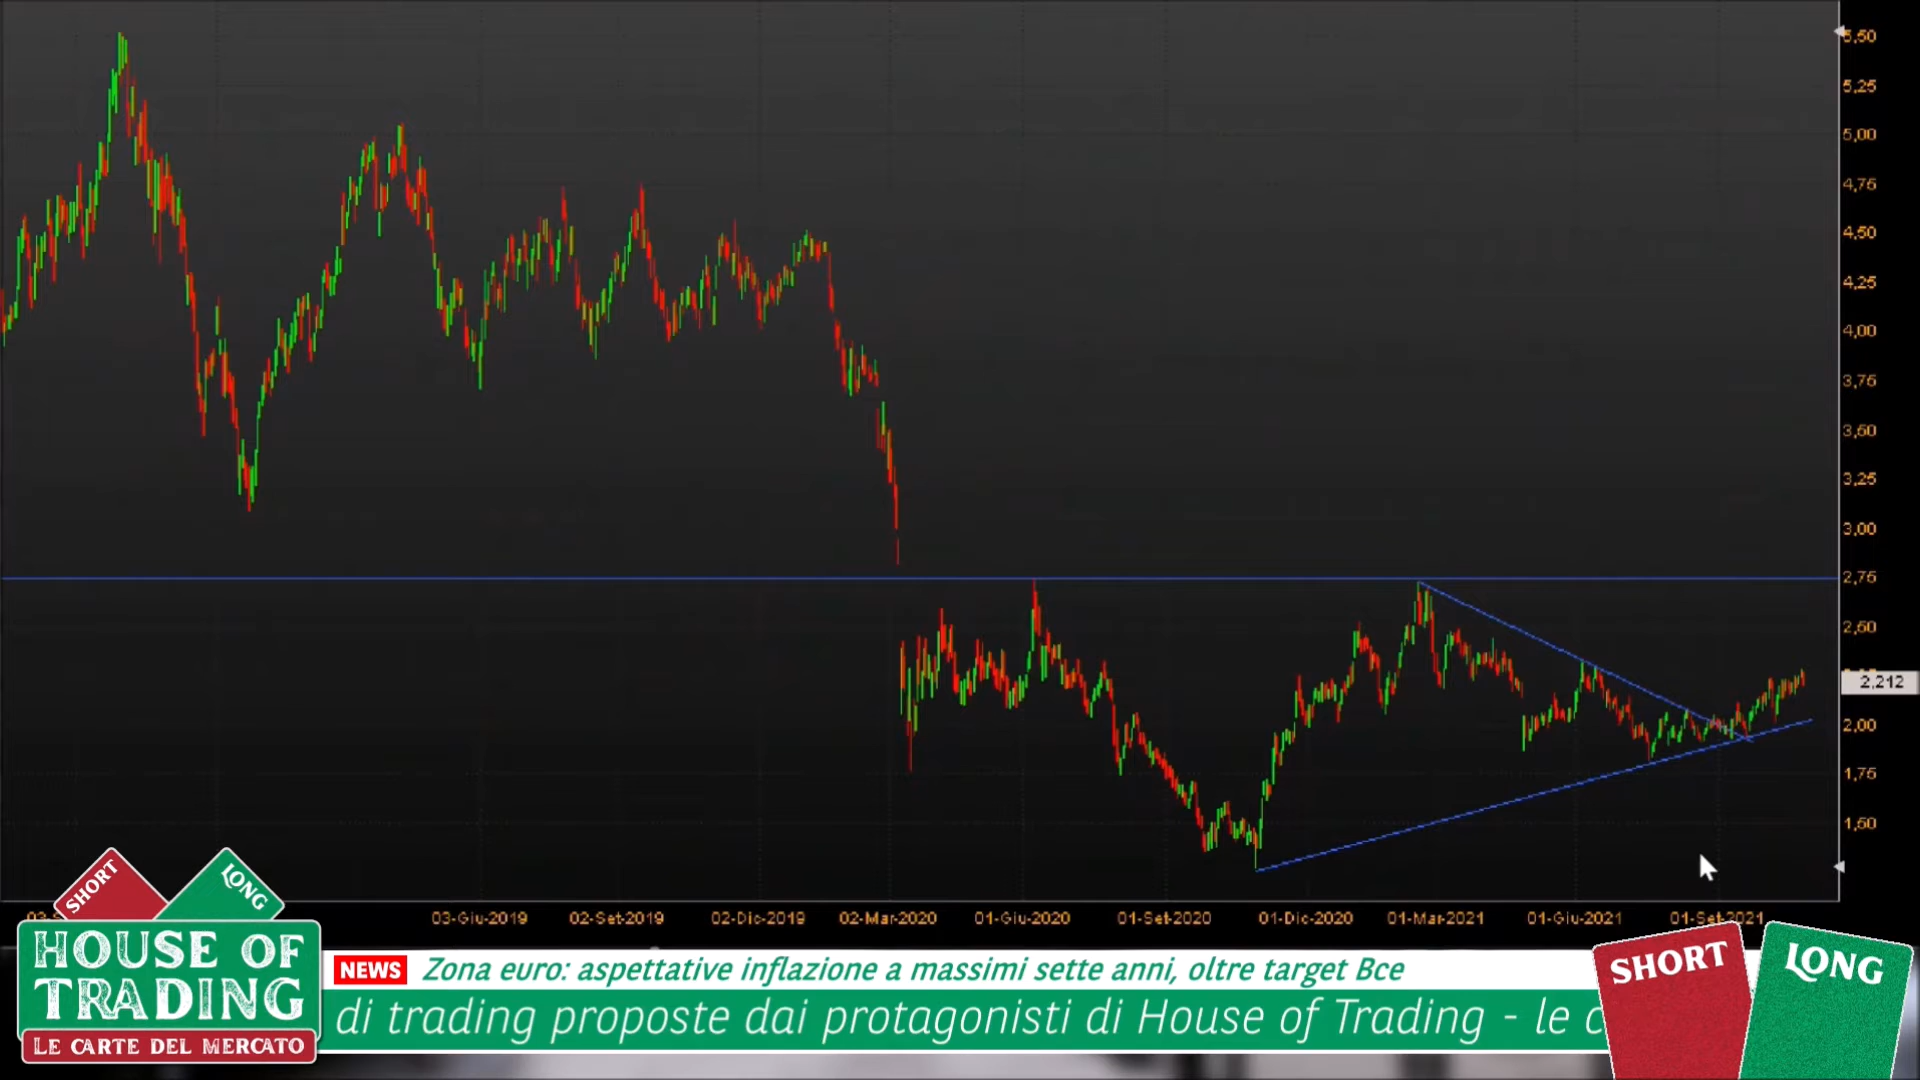 5,50
5,25
5,00
4,75
4,50
4,25
4,00
3,75
3,50
3,25
3,00
2,75
2,50
2,212
2,00
1,75
1,50
03-Giu-2019 02-Set-2019 02-Dic-2019 02-Mar-2020 01-Giu-2020 01-Set-2020 01-Dic-2020 01-Mar-2021 01-Giu-2021 01-Set-2021
SHORT LONG
HOUSE OF
TRADING
LE CARTE DEL MERCATO
NEWS Zona euro: aspettative inflazione a massimi sette anni, oltre target Bce
di trading proposte dai protagonisti di House of Trading - le c
SHORT LONG